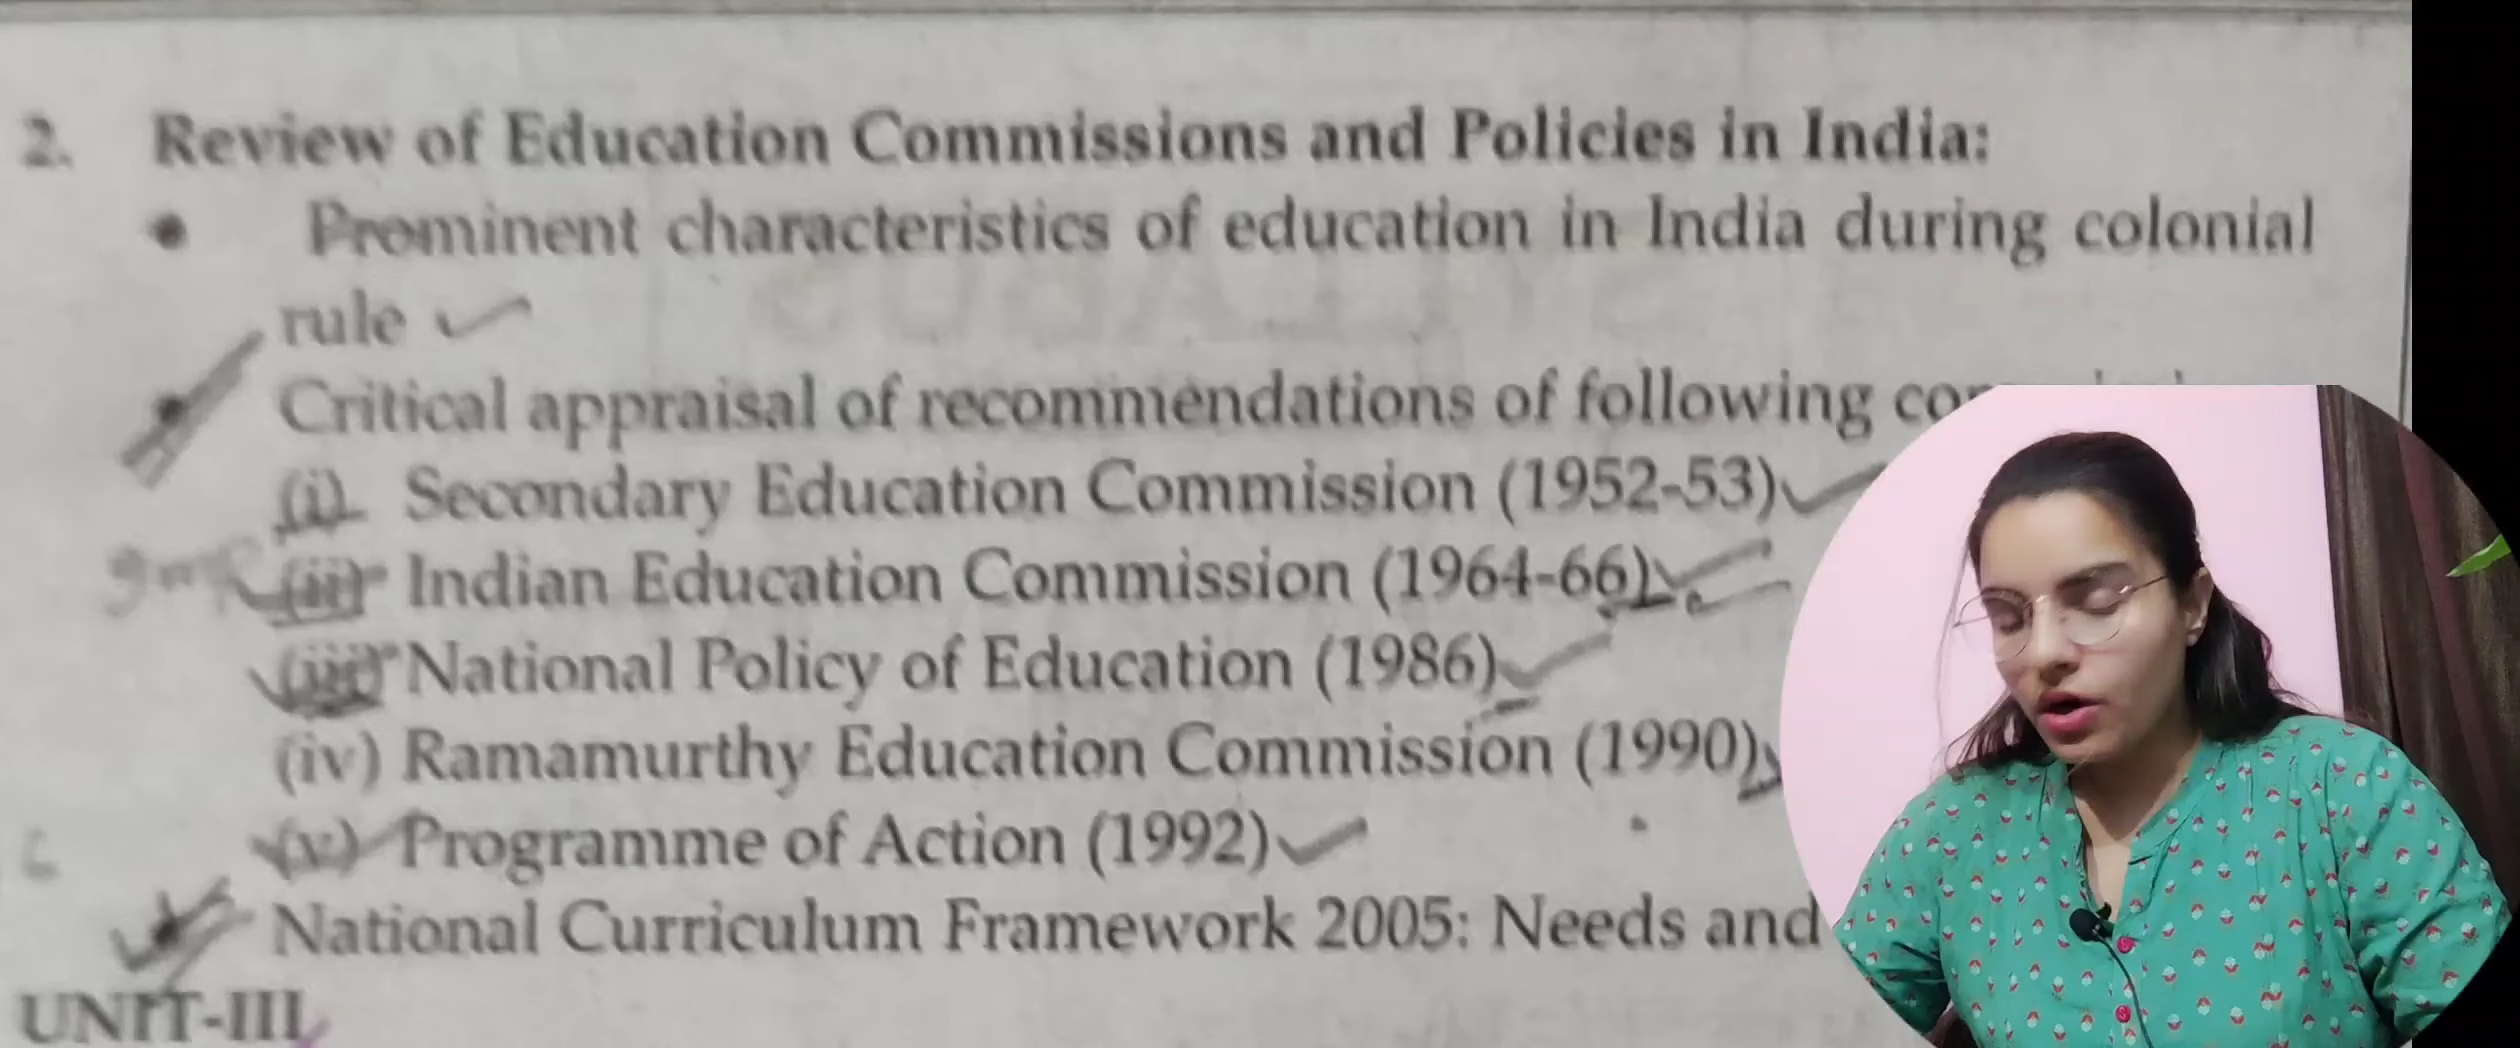 2. Review of Education Commissions and Policies in India:
• Prominent characteristics of education in India during colonial
rule
• Critical appraisal of recommendations of following
(i) Secondary Education Commission (1952-53)
(ii) Indian Education Commission (1964-66)
(iii) National Policy of Education (1986)
(iv) Ramamurthy Education Commission (1990)
(v) Programme of Action (1992)
• National Curriculum Framework 2005: Needs and
UNIT-III